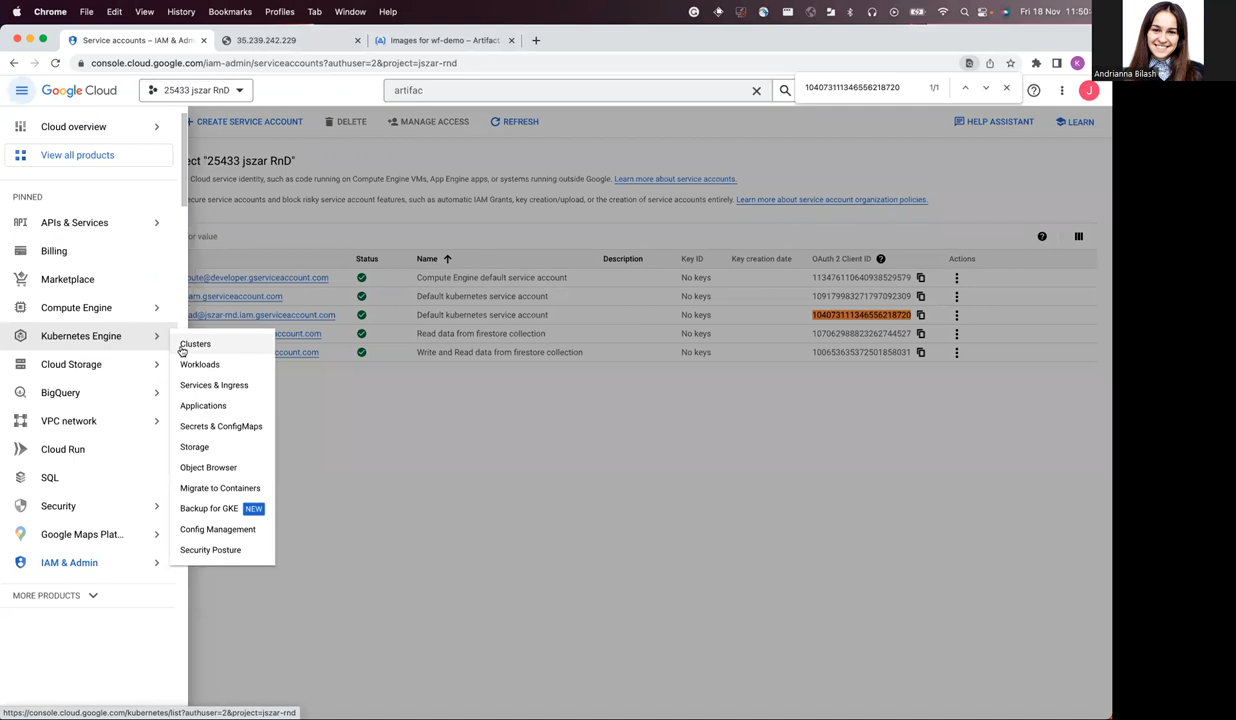 Chrome File Edit View History Bookmarks Profiles Tab Window Help Fri 18 Nov 11:50:
Service accounts – IAM & Adm 35.239.242.229 Images for wf-demo – Artifac
console.cloud.google.com/iam-admin/serviceaccounts?authuser=2&project=jszar-rnd
Andrianna Bilash
Google Cloud 25433 jszar RnD artifac 104073111346556218720 1/1 J
CREATE SERVICE ACCOUNT DELETE MANAGE ACCESS REFRESH HELP ASSISTANT LEARN
ect "25433 jszar RnD"
Cloud service identity, such as code running on Compute Engine VMs, App Engine apps, or systems running outside Google. Learn more about service accounts.
ecure service accounts and block risky service account features, such as automatic IAM Grants, key creation/upload, or the creation of service accounts entirely. Learn more about service account organization policies.
or value
Status Name Description Key ID Key creation date OAuth 2 Client ID Actions
ute@developer.gserviceaccount.com Compute Engine default service account No keys 113476110640938529579
am.gserviceaccount.com Default kubernetes service account No keys 109179983271797092309
ad@jszar-rnd.iam.gserviceaccount.com Default kubernetes service account No keys 104073111346556218720
count.com Read data from firestore collection No keys 107062988823262744527
ccount.com Write and Read data from firestore collection No keys 100653635372501858031
Cloud overview
View all products
PINNED
APIs & Services
Billing
Marketplace
Compute Engine
Kubernetes Engine
Cloud Storage
BigQuery
VPC network
Cloud Run
SQL
Security
Google Maps Plat...
IAM & Admin
MORE PRODUCTS
Clusters
Workloads
Services & Ingress
Applications
Secrets & ConfigMaps
Storage
Object Browser
Migrate to Containers
Backup for GKE NEW
Config Management
Security Posture
https://console.cloud.google.com/kubernetes/list?authuser=2&project=jszar-rnd